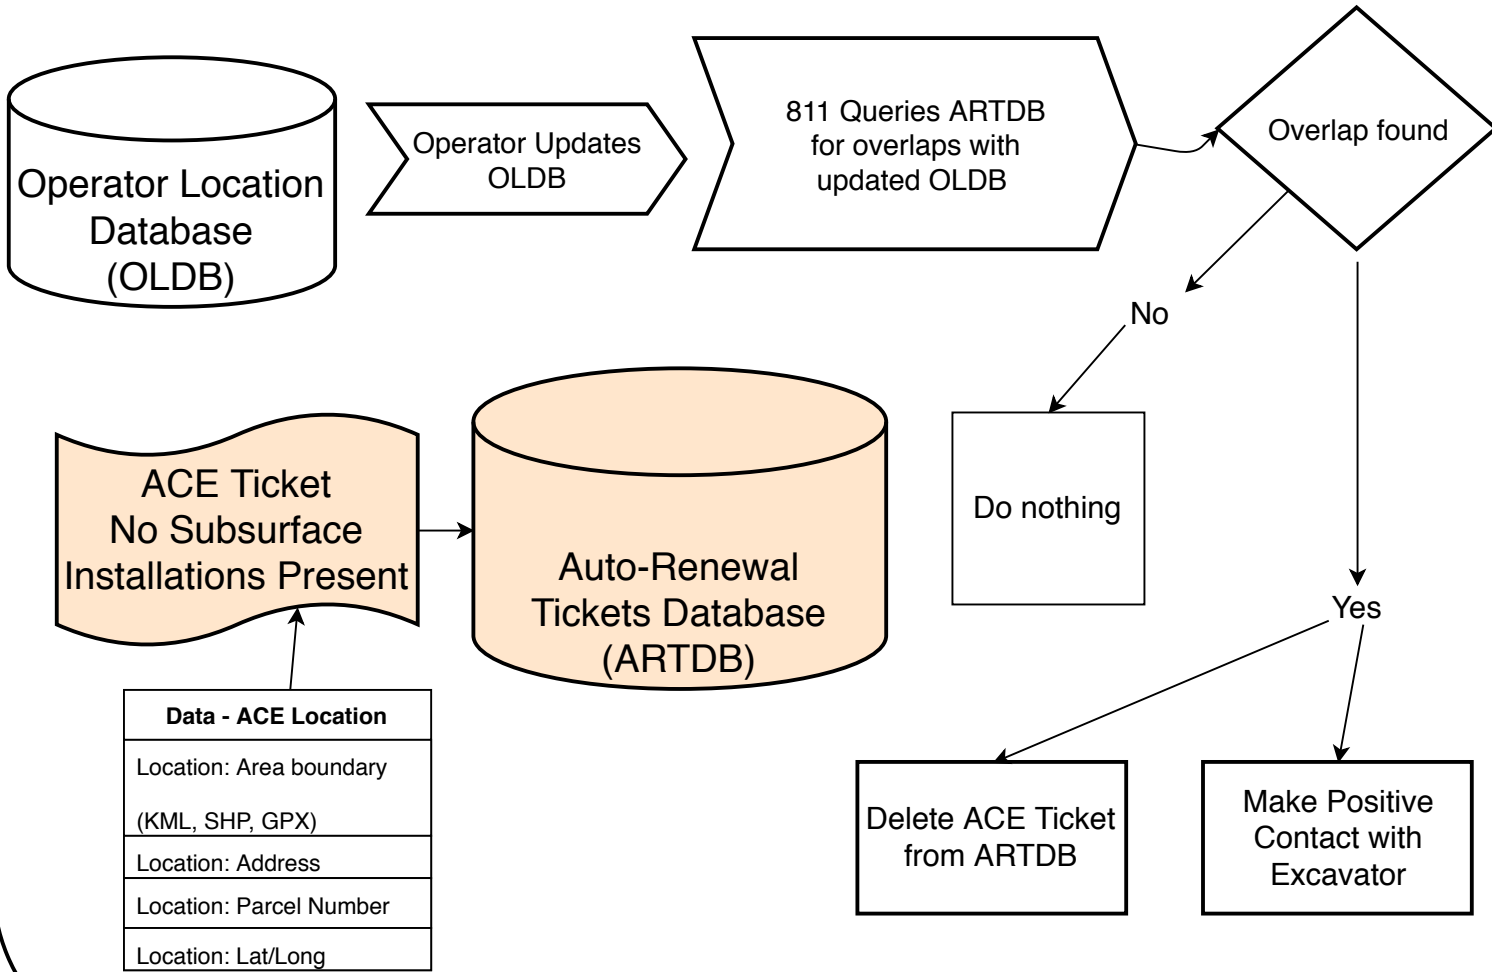 Operator Location
Database
(OLDB)
Operator Updates
OLDB
811 Queries ARTDB
for overlaps with
updated OLDB
Overlap found
No
Do nothing
Yes
Delete ACE Ticket
from ARTDB
Make Positive
Contact with
Excavator
ACE Ticket
No Subsurface
Installations Present
Auto-Renewal
Tickets Database
(ARTDB)
Data - ACE Location
Location: Area boundary
(KML, SHP, GPX)
Location: Address
Location: Parcel Number
Location: Lat/Long